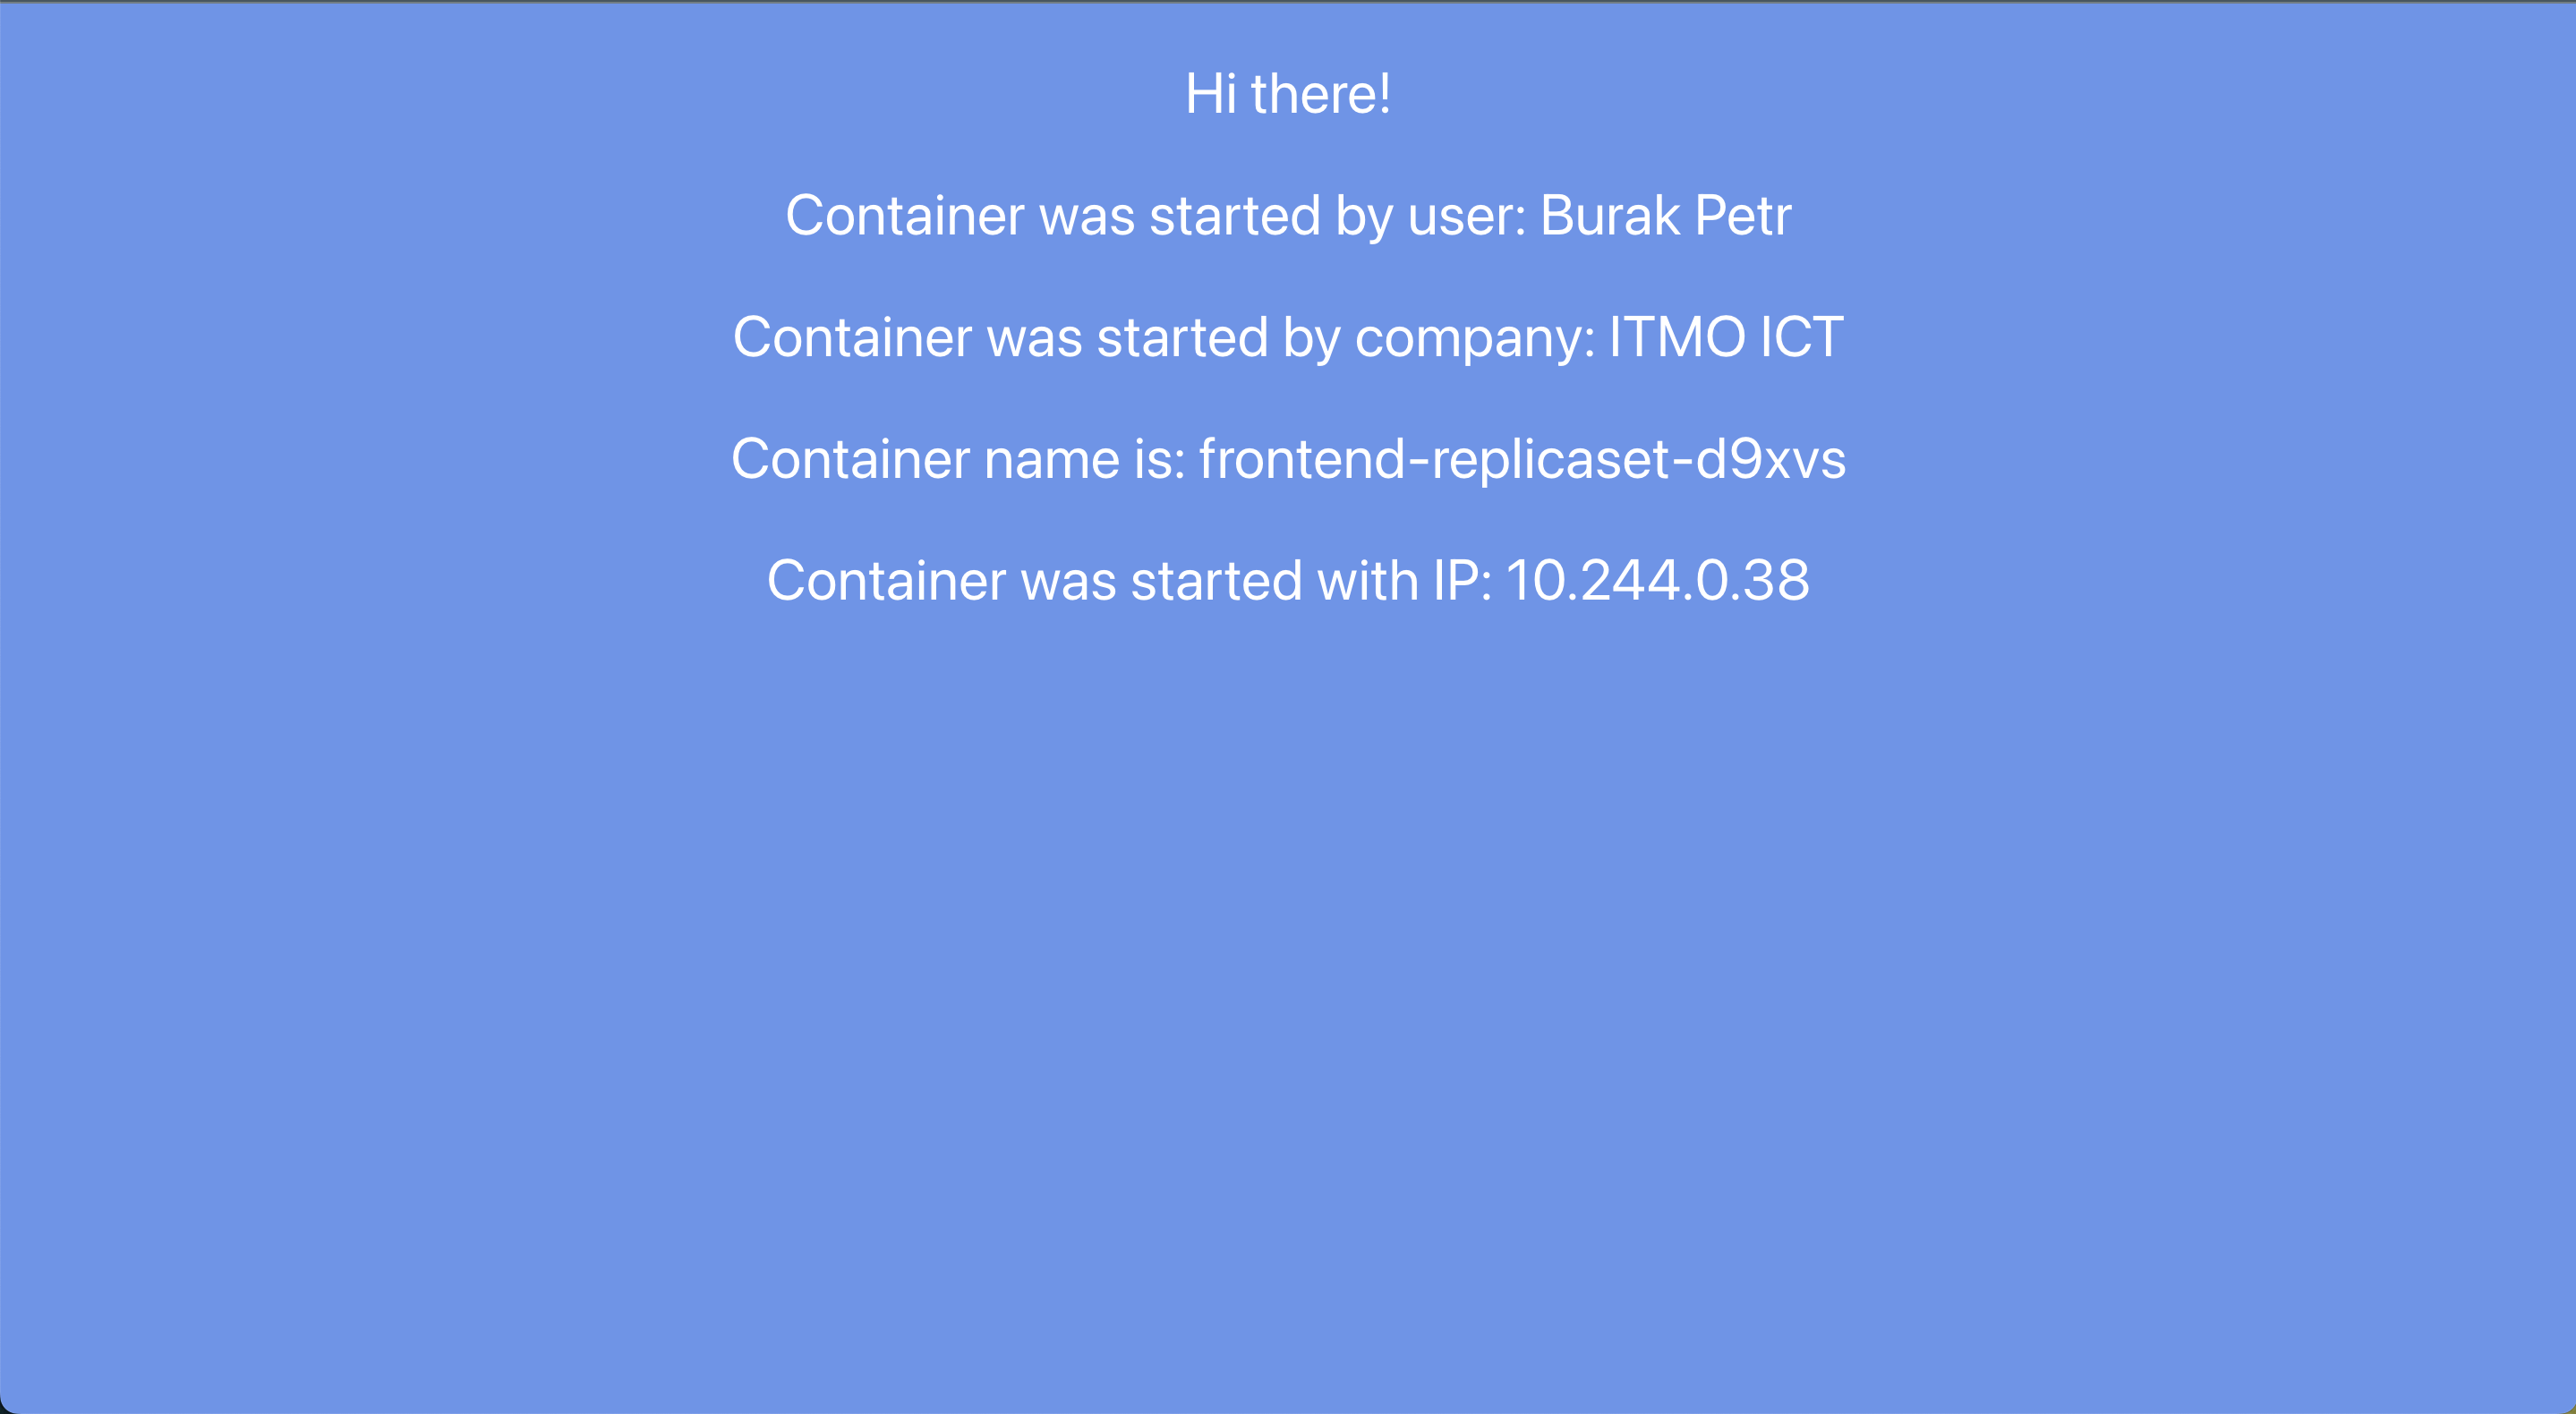 Hi there!
Container was started by user: Burak Petr
Container was started by company: ITMO ICT
Container name is: frontend-replicaset-d9xvs
Container was started with IP: 10.244.0.38